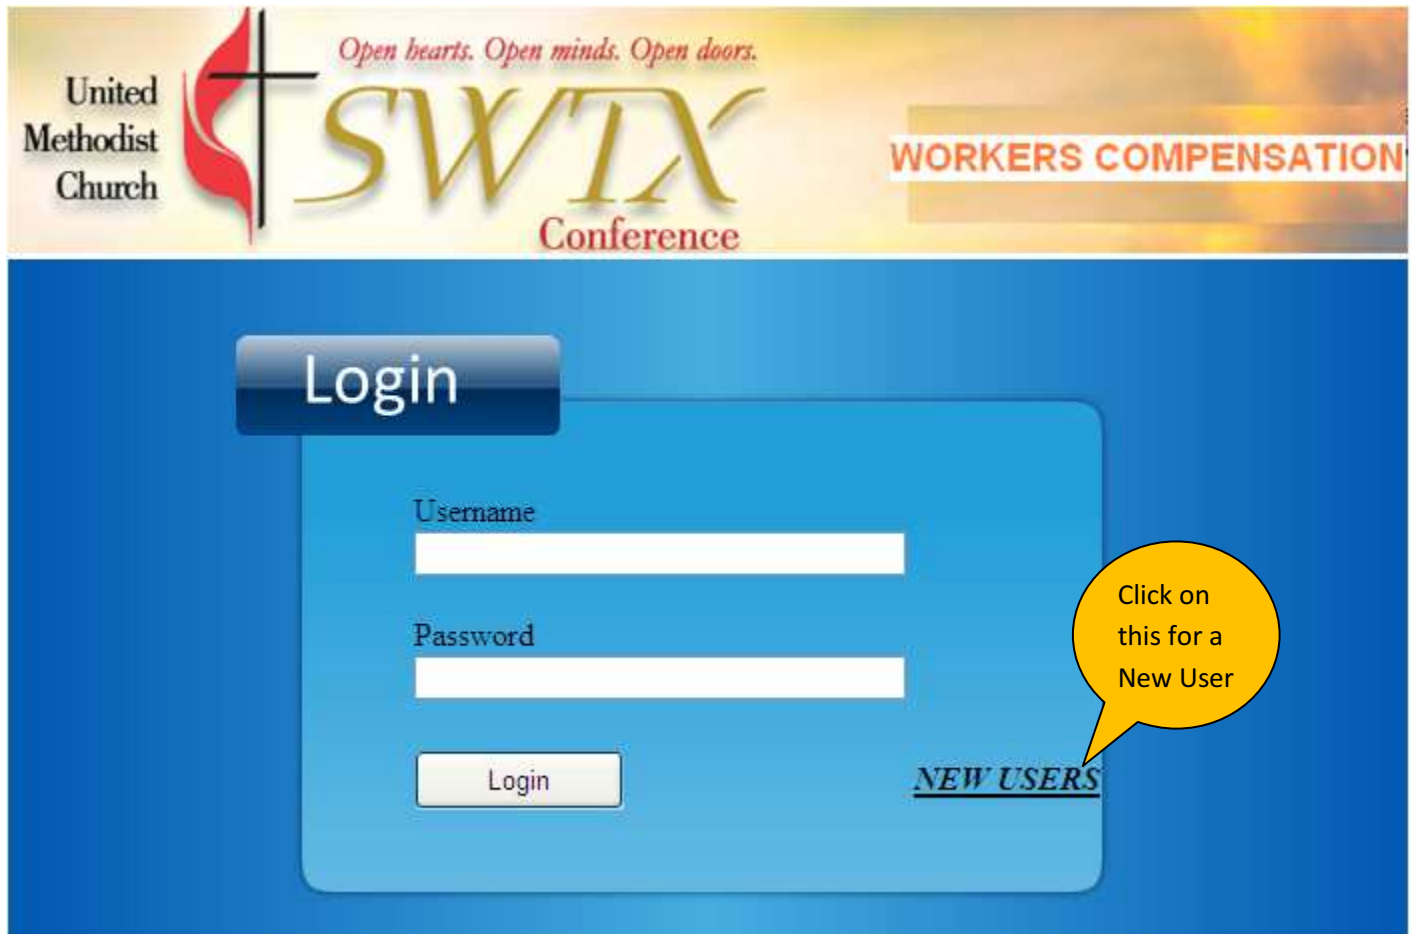 Open hearts. Open minds. Open doors.
United
Methodist
Church
SWTX
Conference
WORKERS COMPENSATION
Login
Username
Password
Click on
this for a
New User
Login
NEW USERS